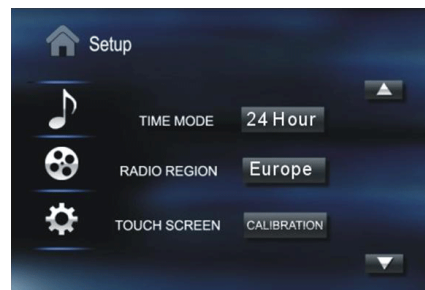 Setup
TIME MODE 24 Hour
RADIO REGION Europe
TOUCH SCREEN CALIBRATION